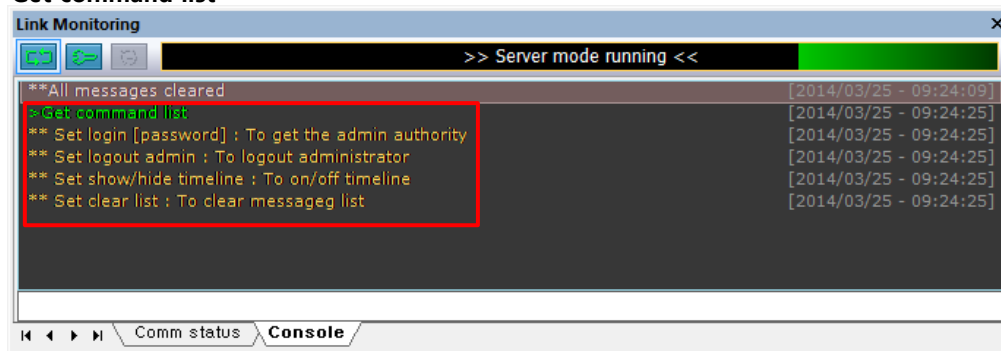 Get command list
Link Monitoring
>> Server mode running <<
**All messages cleared [2014/03/25 - 09:24:09]
>Get command list [2014/03/25 - 09:24:25]
** Set login [password] : To get the admin authority [2014/03/25 - 09:24:25]
** Set logout admin : To logout administrator [2014/03/25 - 09:24:25]
** Set show/hide timeline : To on/off timeline [2014/03/25 - 09:24:25]
** Set clear list : To clear messageg list [2014/03/25 - 09:24:25]
Comm status Console